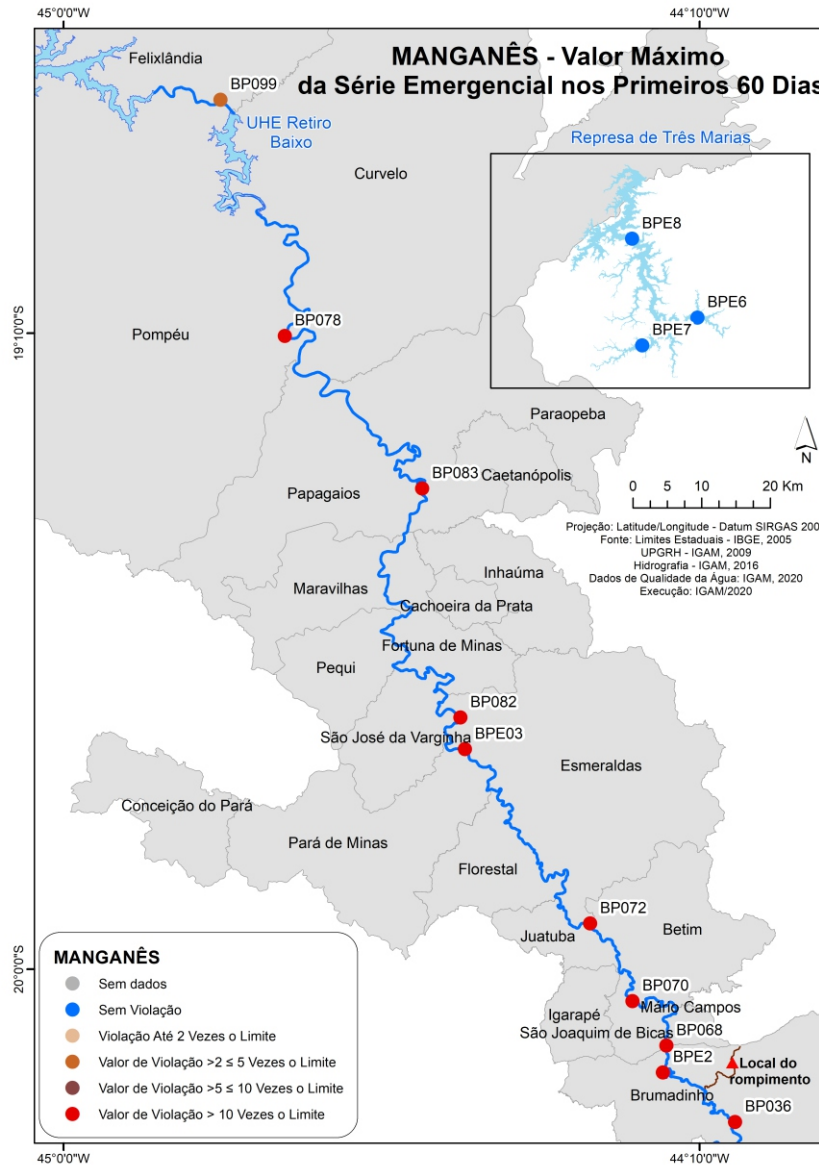 45°0'0"W
44°10'0"W
MANGANÊS - Valor Máximo
da Série Emergencial nos Primeiros 60 Dias
Felixlândia
BP099
UHE Retiro
Baixo
Represa de Três Marias
Curvelo
BPE8
BPE6
BPE7
19°10'0"S
Pompéu
BP078
Paraopeba
N
BP083
Caetanópolis
Papagaios
0 5 10 20 Km
Projeção: Latitude/Longitude - Datum SIRGAS 200
Fonte: Limites Estaduais - IBGE, 2005
UPGRH - IGAM, 2009
Hidrografia - IGAM, 2016
Dados de Qualidade da Água: IGAM, 2020
Execução: IGAM/2020
Inhaúma
Maravilhas
Cachoeira da Prata
Fortuna de Minas
Pequi
BP082
São José da Varginha
BPE03
Esmeraldas
Conceição do Pará
Pará de Minas
Florestal
BP072
Juatuba
Betim
20°0'0"S
BP070
Mário Campos
Igarapé
São Joaquim de Bicas
BP068
BPE2
Local do
rompimento
Brumadinho
BP036
MANGANÊS
Sem dados
Sem Violação
Violação Até 2 Vezes o Limite
Valor de Violação >2 ≤ 5 Vezes o Limite
Valor de Violação >5 ≤ 10 Vezes o Limite
Valor de Violação > 10 Vezes o Limite
45°0'0"W
44°10'0"W